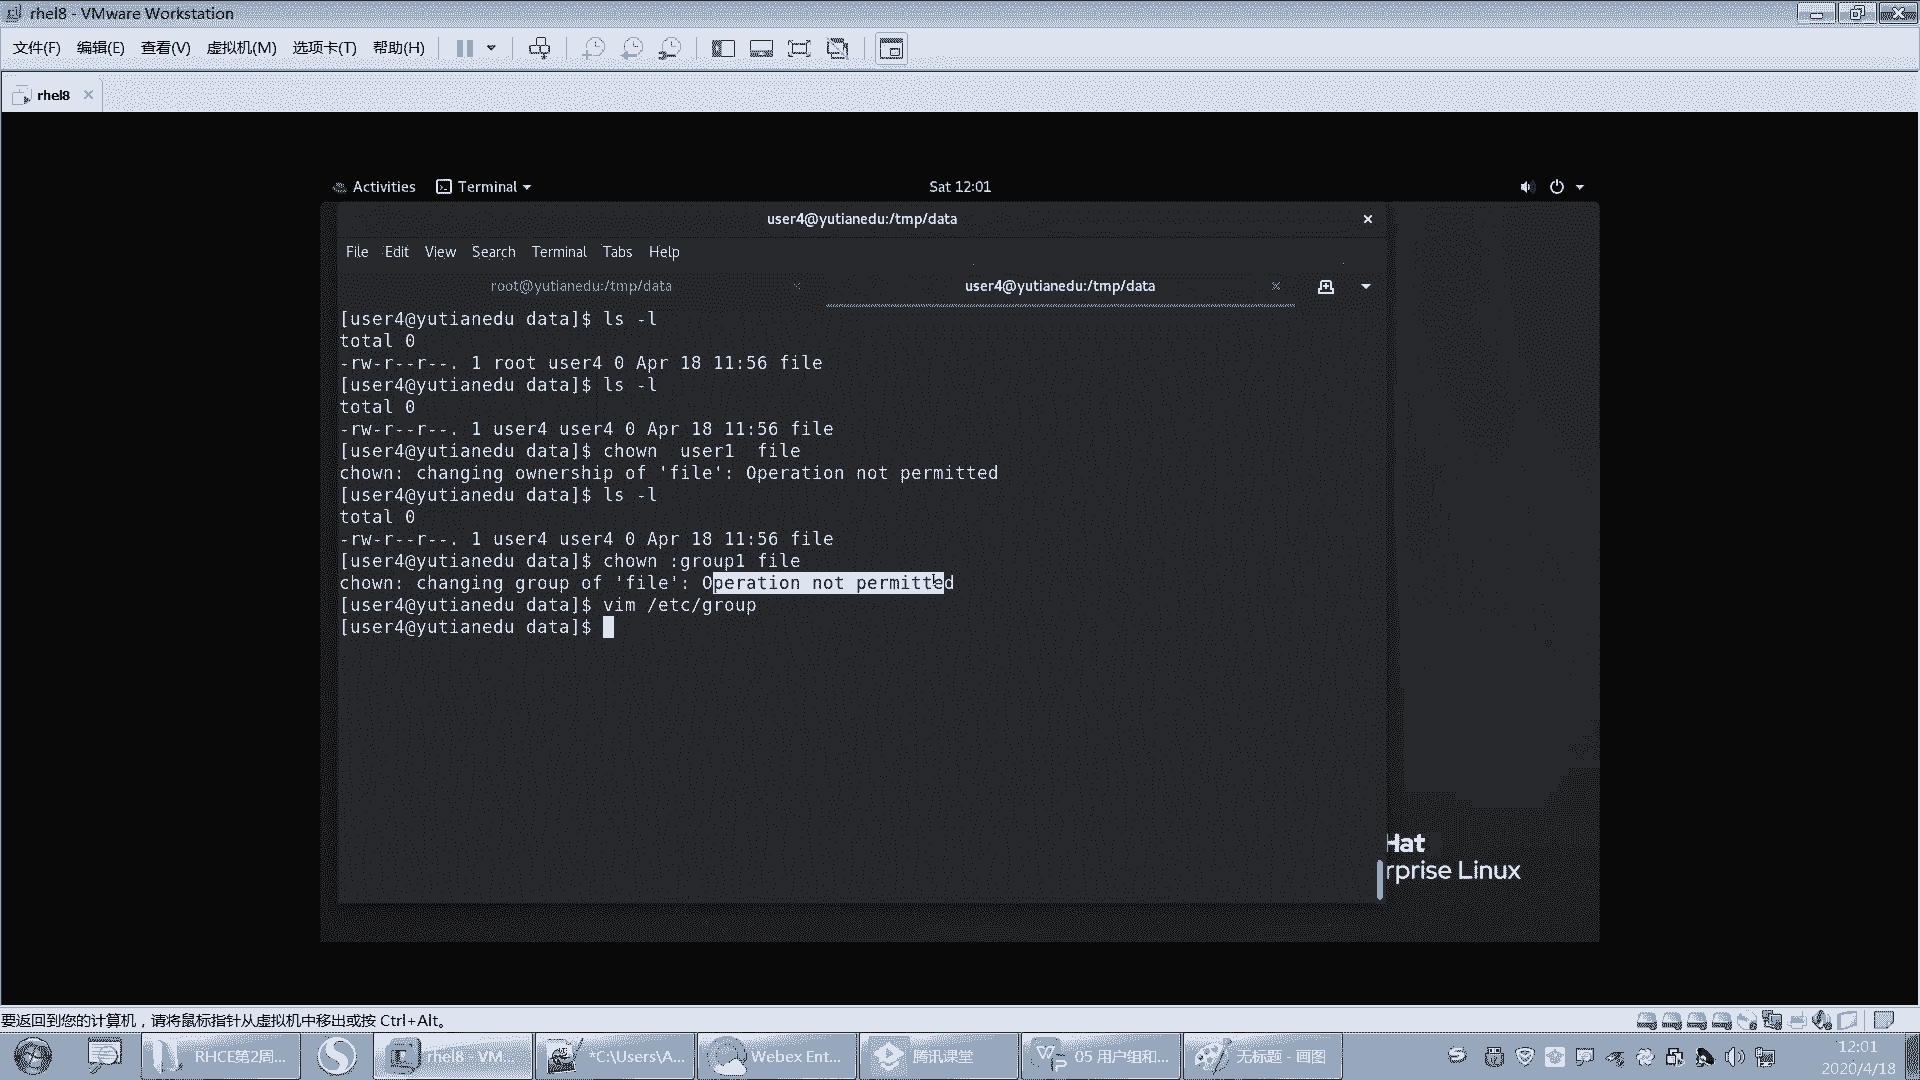 rhel8 - VMware Workstation
文件(F) 编辑(E) 查看(V) 虚拟机(M) 选项卡(T) 帮助(H)
rhel8
Activities Terminal Sat 12:01
user4@yutianedu:/tmp/data
File Edit View Search Terminal Tabs Help
root@yutianedu:/tmp/data user4@yutianedu:/tmp/data
[user4@yutianedu data]$ ls -l
total 0
-rw-r--r--. 1 root user4 0 Apr 18 11:56 file
[user4@yutianedu data]$ ls -l
total 0
-rw-r--r--. 1 user4 user4 0 Apr 18 11:56 file
[user4@yutianedu data]$ chown  user1  file
chown: changing ownership of 'file': Operation not permitted
[user4@yutianedu data]$ ls -l
total 0
-rw-r--r--. 1 user4 user4 0 Apr 18 11:56 file
[user4@yutianedu data]$ chown :group1 file
chown: changing group of 'file': Operation not permitted
[user4@yutianedu data]$ vim /etc/group
[user4@yutianedu data]$
Hat
rprise Linux
要返回到您的计算机，请将鼠标指针从虚拟机中移出或按 Ctrl+Alt。
RHCE第2周... rhel8 - VM... *C:\Users\A... Webex Ent... 腾讯课堂 05 用户组和... 无标题 - 画图
12:01
2020/4/18